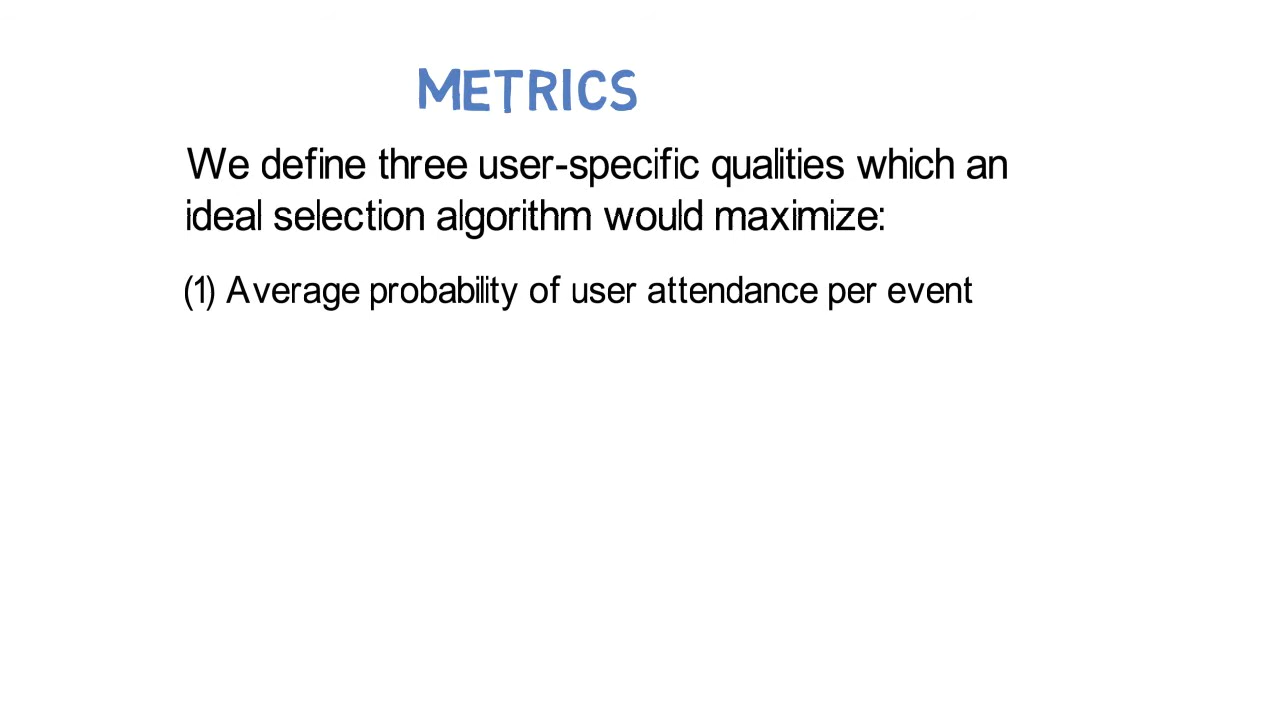 METRICS
We define three user-specific qualities which an
ideal selection algorithm would maximize:
(1) Average probability of user attendance per event